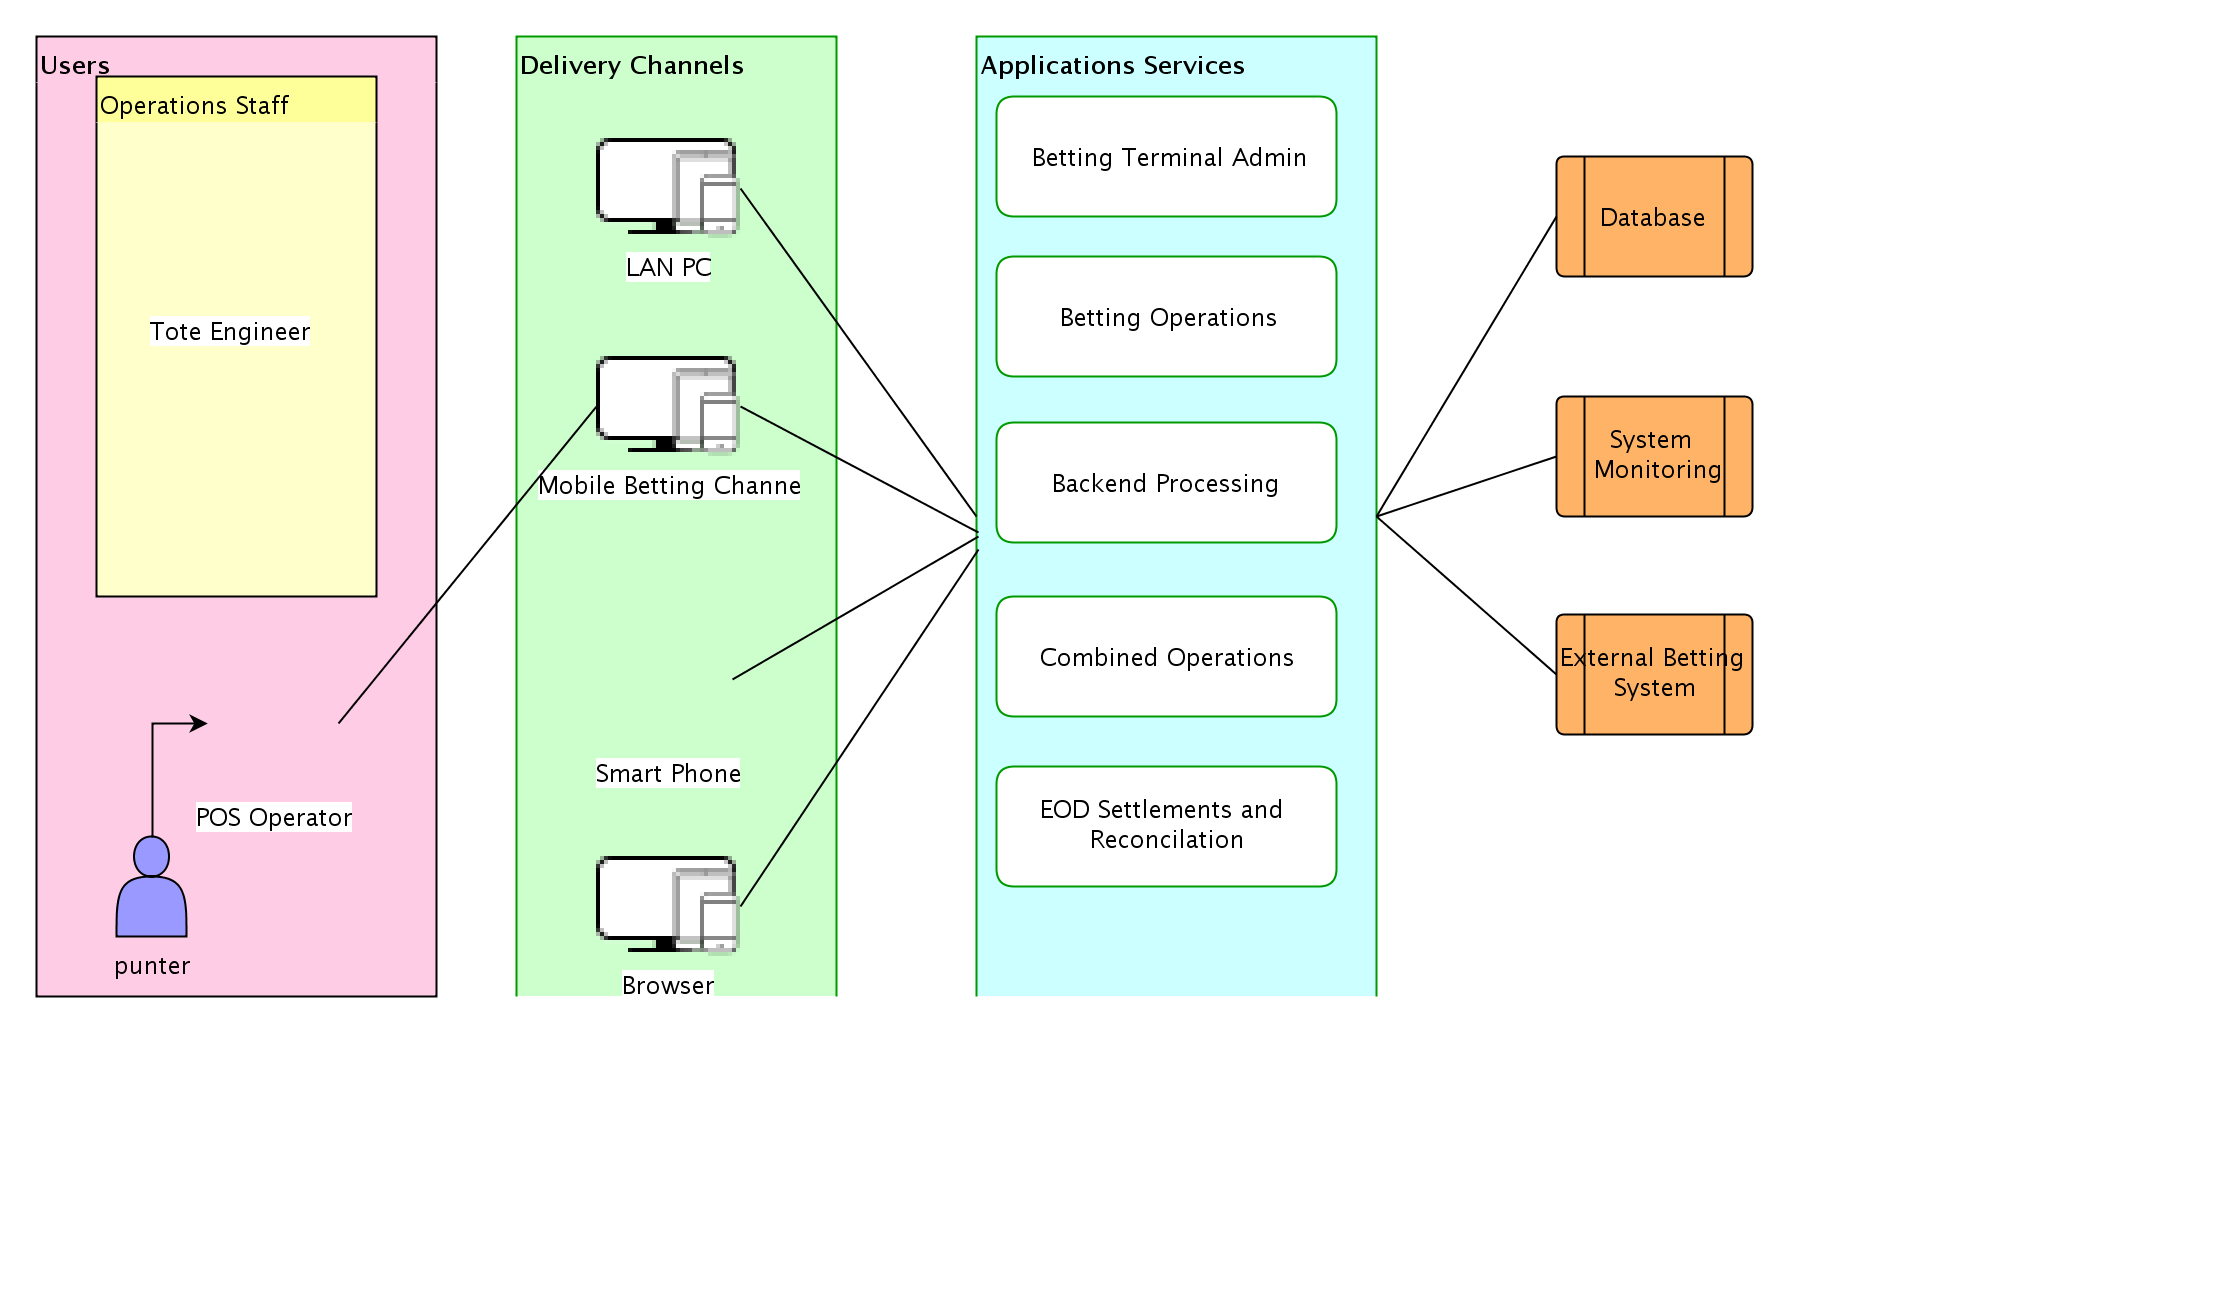 Users
Operations Staff
Tote Engineer
POS Operator
punter
Delivery Channels
LAN PC
Mobile Betting Channe
Smart Phone
Browser
Applications Services
Betting Terminal Admin
Betting Operations
Backend Processing
Combined Operations
EOD Settlements and
Reconcilation
Database
System
Monitoring
External Betting
System